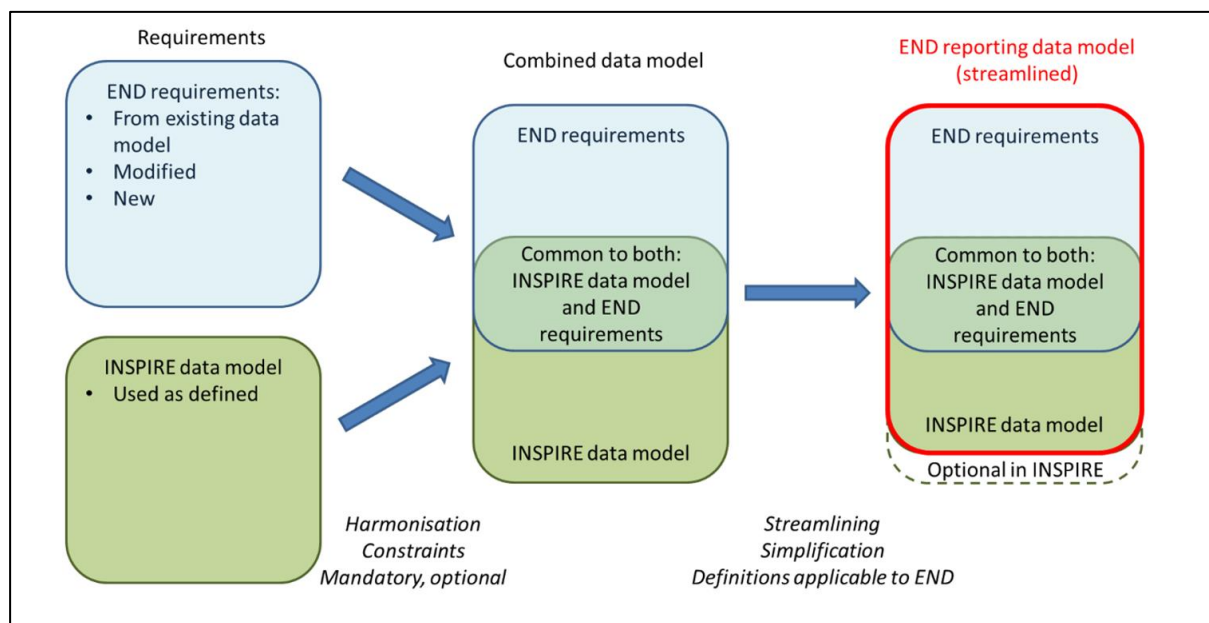 Requirements
END requirements:
• From existing data
model
• Modified
• New
INSPIRE data model
• Used as defined
Harmonisation
Constraints
Mandatory, optional
Combined data model
END requirements
Common to both:
INSPIRE data model
and END
requirements
INSPIRE data model
Streamlining
Simplification
Definitions applicable to END
END reporting data model
(streamlined)
END requirements
Common to both:
INSPIRE data model
and END
requirements
INSPIRE data model
Optional in INSPIRE